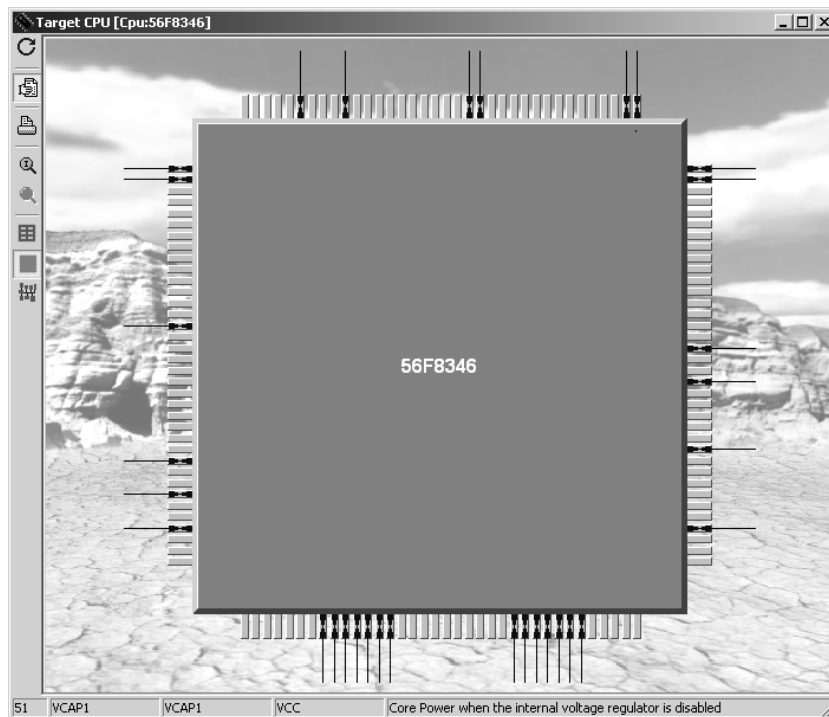 Target CPU [Cpu:56F8346]
56F8346
51 VCAP1 VCAP1 VCC Core Power when the internal voltage regulator is disabled